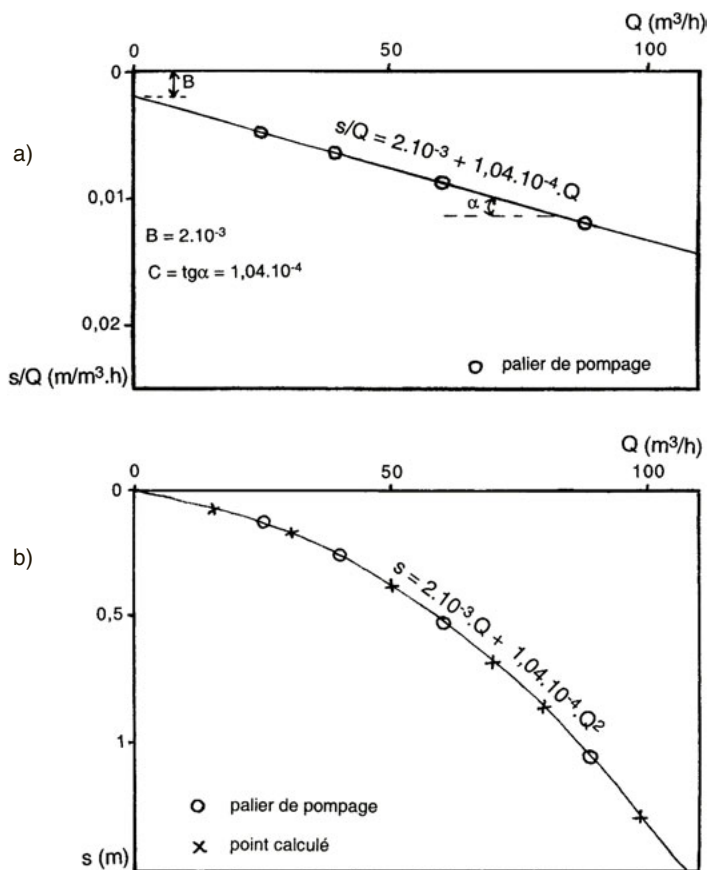 Q (m³/h)
0 50 100
0
B
a)
s/Q = 2.10⁻³ + 1,04.10⁻⁴.Q
0,01
α
B = 2.10⁻³
C = tgα = 1,04.10⁻⁴
0,02
s/Q (m/m³.h)
palier de pompage
Q (m³/h)
0 50 100
0
b)
s = 2.10⁻³.Q + 1,04.10⁻⁴.Q²
0,5
1
palier de pompage
point calculé
s (m)